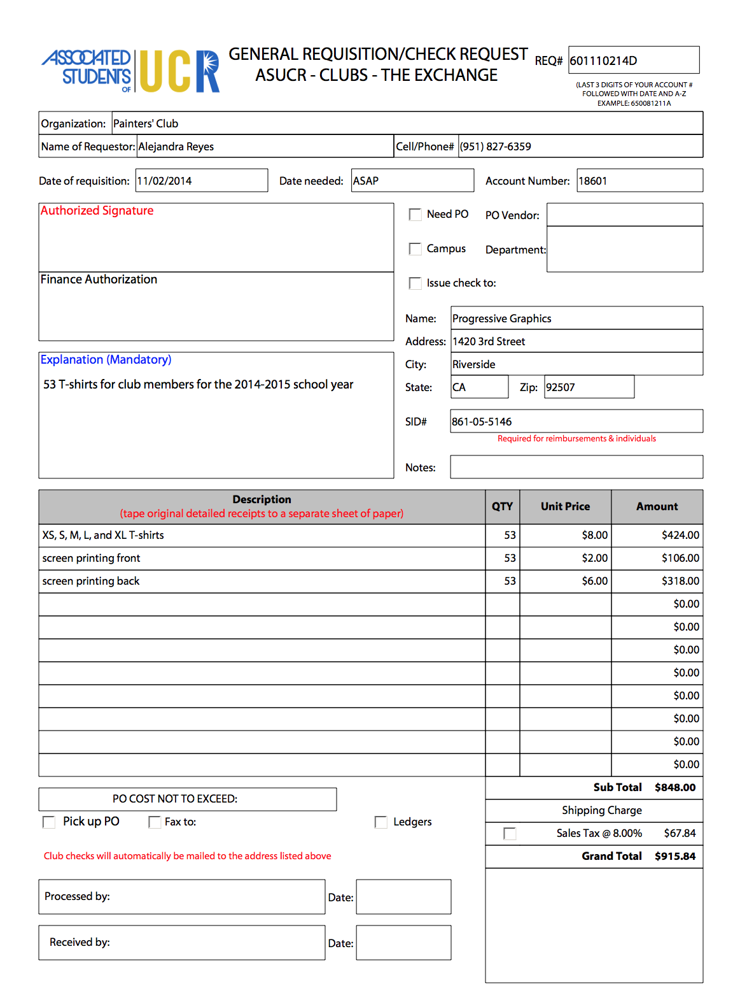 ASSOCIATED
STUDENTS
OF
UCR
GENERAL REQUISITION/CHECK REQUEST
ASUCR - CLUBS - THE EXCHANGE
REQ# 601110214D
(LAST 3 DIGITS OF YOUR ACCOUNT #
FOLLOWED WITH DATE AND A-Z
EXAMPLE: 650081211A
Organization: Painters' Club
Name of Requestor: Alejandra Reyes Cell/Phone# (951) 827-6359
Date of requisition: 11/02/2014 Date needed: ASAP Account Number: 18601
Authorized Signature
Need PO PO Vendor:
Campus Department:
Finance Authorization
Issue check to:
Name: Progressive Graphics
Address: 1420 3rd Street
City: Riverside
State: CA Zip: 92507
SID# 861-05-5146
Required for reimbursements & individuals
Notes:
Explanation (Mandatory)
53 T-shirts for club members for the 2014-2015 school year
Description QTY Unit Price Amount
(tape original detailed receipts to a separate sheet of paper)
XS, S, M, L, and XL T-shirts 53 $8.00 $424.00
screen printing front 53 $2.00 $106.00
screen printing back 53 $6.00 $318.00
$0.00
$0.00
$0.00
$0.00
$0.00
$0.00
$0.00
$0.00
Sub Total $848.00
Shipping Charge
Sales Tax @ 8.00% $67.84
Grand Total $915.84
PO COST NOT TO EXCEED:
Pick up PO Fax to: Ledgers
Club checks will automatically be mailed to the address listed above
Processed by: Date:
Received by: Date: